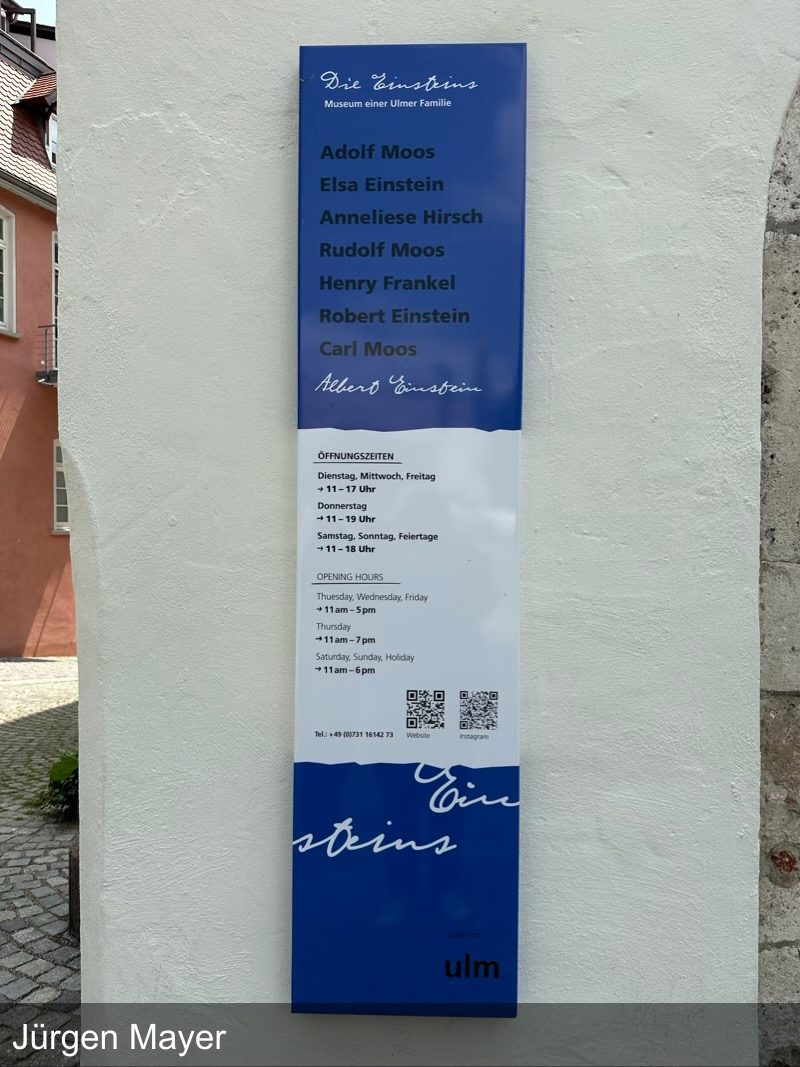 Die Einsteins
Museum einer Ulmer Familie
Adolf Moos
Elsa Einstein
Anneliese Hirsch
Rudolf Moos
Henry Frankel
Robert Einstein
Carl Moos
Albert Einstein
ÖFFNUNGSZEITEN
Dienstag, Mittwoch, Freitag
→ 11 – 17 Uhr
Donnerstag
→ 11 – 19 Uhr
Samstag, Sonntag, Feiertage
→ 11 – 18 Uhr
OPENING HOURS
Thuesday, Wednesday, Friday
→ 11 am – 5 pm
Thursday
→ 11 am – 7 pm
Saturday, Sunday, Holiday
→ 11 am – 6 pm
Tel.: +49 (0)731 16142 73 Website Instagram
Ein
steins
Stadt Ulm
ulm
Jürgen Mayer